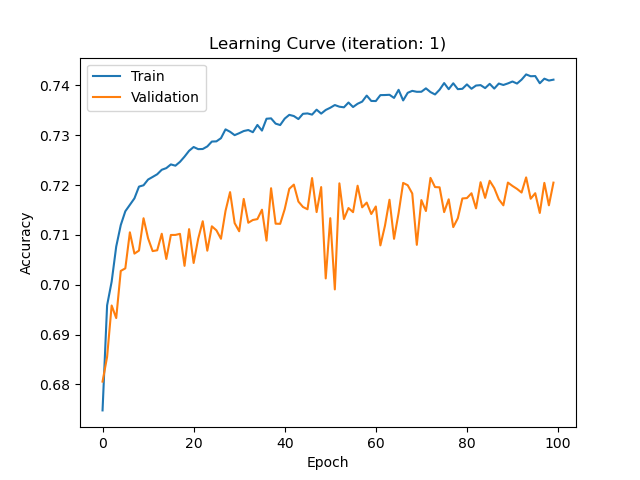 Learning Curve (iteration: 1)
Train
Validation
0.74
0.73
0.72
0.71
0.70
0.69
0.68
Accuracy
0
20
40
60
80
100
Epoch